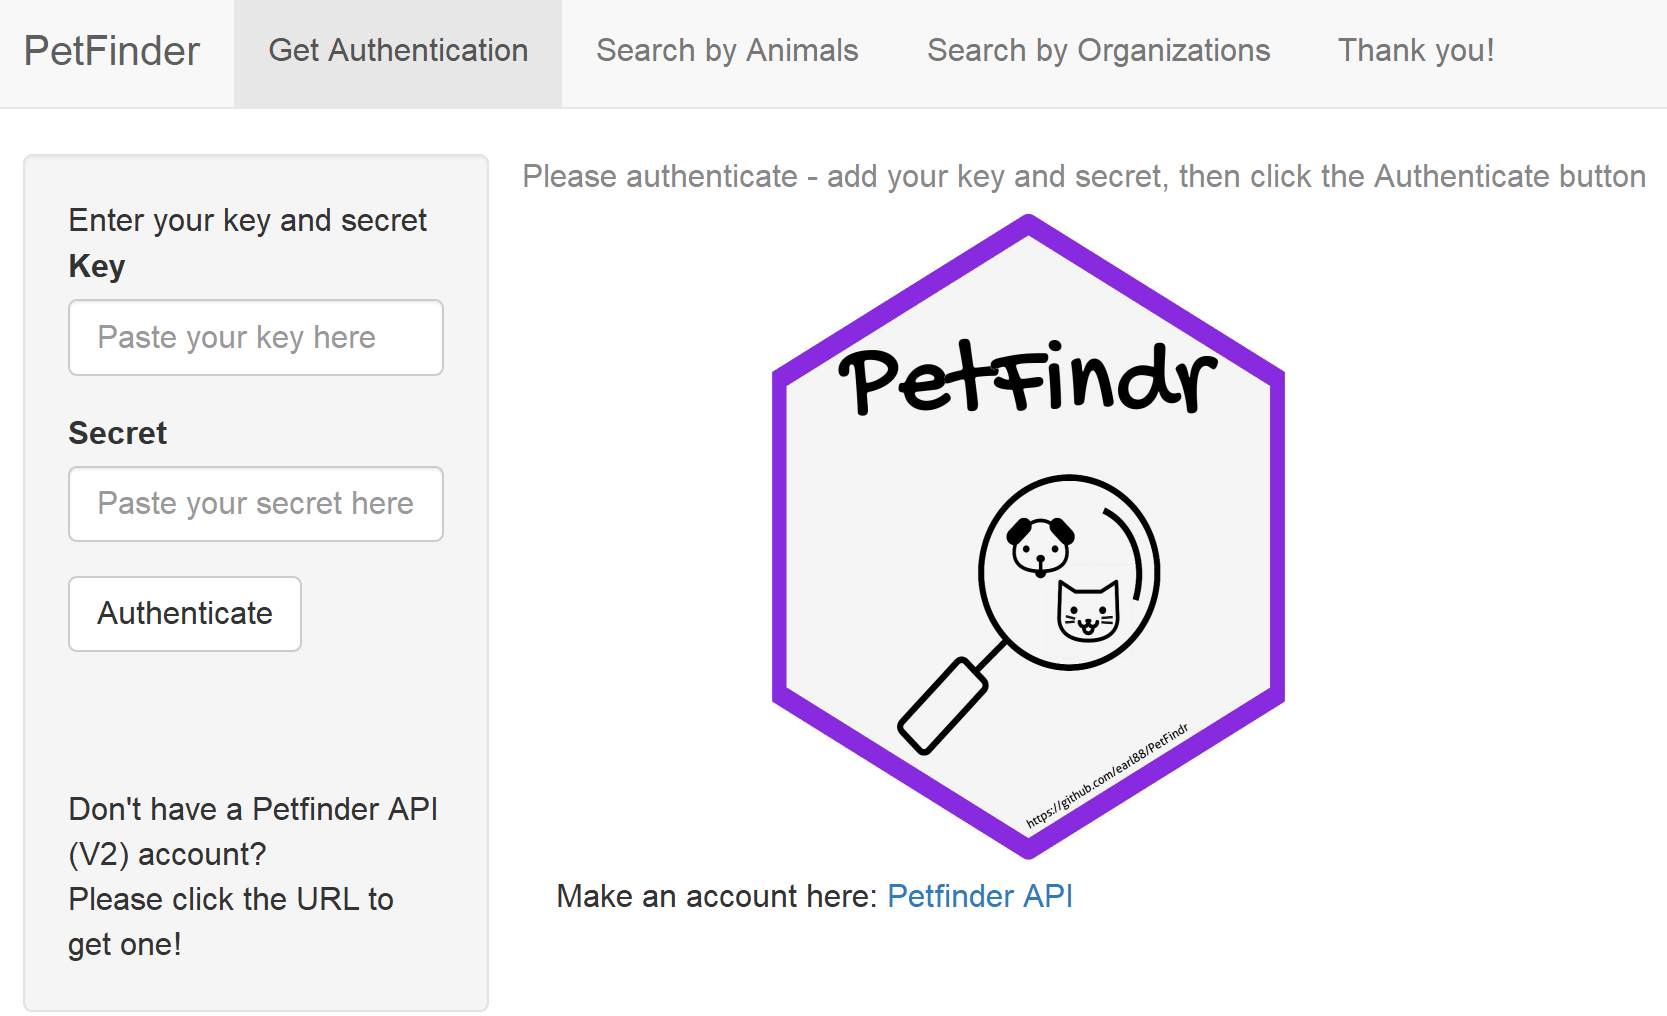 PetFinder
Get Authentication
Search by Animals
Search by Organizations
Thank you!
Enter your key and secret
Key
Paste your key here
Secret
Paste your secret here
Authenticate
Don't have a Petfinder API
(V2) account?
Please click the URL to
get one!
Please authenticate - add your key and secret, then click the Authenticate button
PetFindr
https://github.com/earl88/PetFindr
Make an account here: Petfinder API